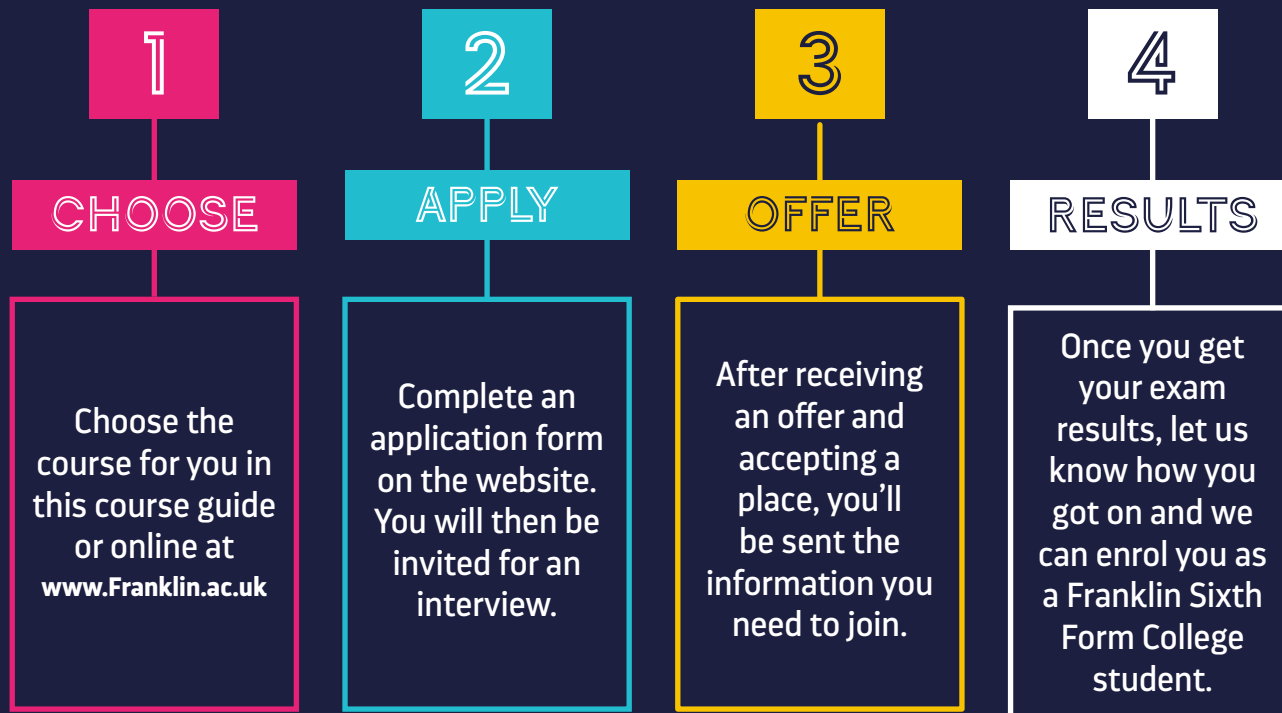 1
CHOOSE
Choose the
course for you in
this course guide
or online at
www.Franklin.ac.uk
2
APPLY
Complete an
application form
on the website.
You will then be
invited for an
interview.
3
OFFER
After receiving
an offer and
accepting a
place, you’ll
be sent the
information you
need to join.
4
RESULTS
Once you get
your exam
results, let us
know how you
got on and we
can enrol you as
a Franklin Sixth
Form College
student.